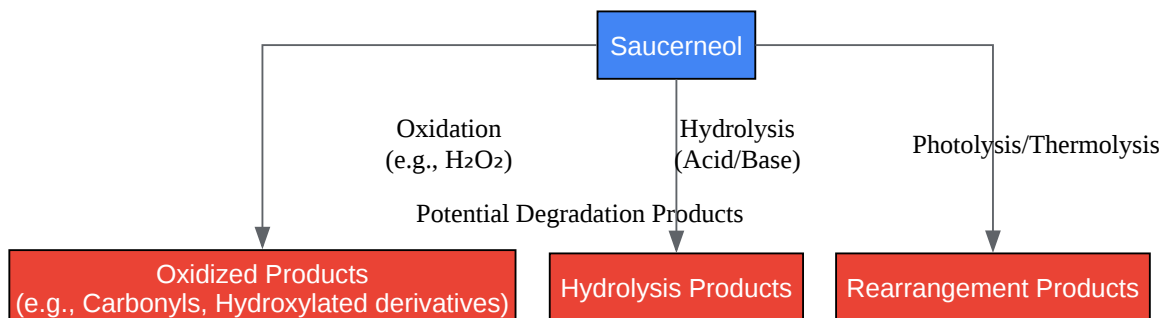 Saucerneol
Oxidation
(e.g., H₂O₂)
Hydrolysis
(Acid/Base)
Photolysis/Thermolysis
Potential Degradation Products
Oxidized Products
(e.g., Carbonyls, Hydroxylated derivatives)
Hydrolysis Products
Rearrangement Products